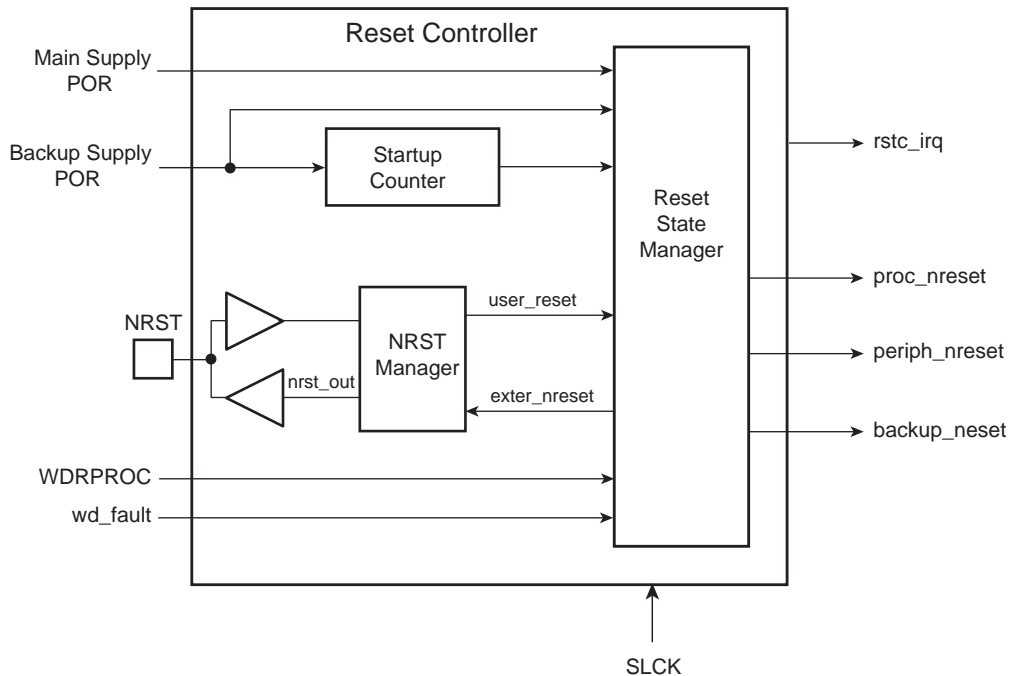 Reset Controller
Main Supply
POR
Backup Supply
POR
Startup
Counter
Reset
State
Manager
rstc_irq
proc_nreset
periph_nreset
backup_neset
NRST
user_reset
NRST
Manager
nrst_out
exter_nreset
WDRPROC
wd_fault
SLCK